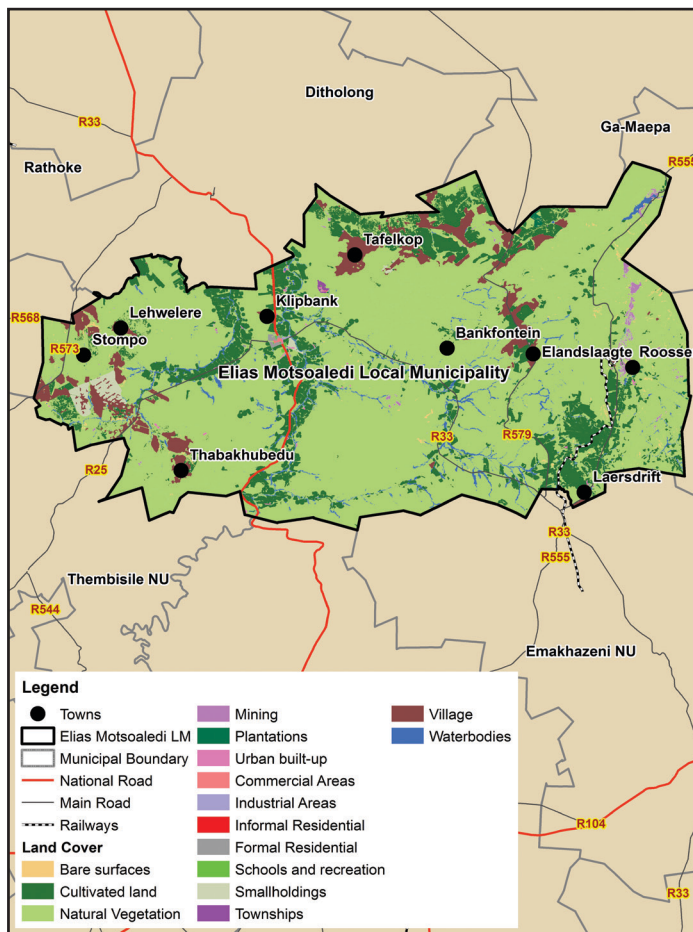 Ditholong
Ga-Maepa
R33
R555
Rathoke
Tafelkop
R568
Lehwelere
Klipbank
Stompo
R573
Bankfontein
Elandslaagte
Roosse
Elias Motsoaledi Local Municipality
R33
R579
R25
Thabakhubedu
Laersdrift
R33
R555
Thembisile NU
R544
Emakhazeni NU
Legend
Towns
Elias Motsoaledi LM
Municipal Boundary
National Road
Main Road
Railways
Land Cover
Bare surfaces
Cultivated land
Natural Vegetation
Mining
Plantations
Urban built-up
Commercial Areas
Industrial Areas
Informal Residential
Formal Residential
Schools and recreation
Smallholdings
Townships
Village
Waterbodies
R104
R33